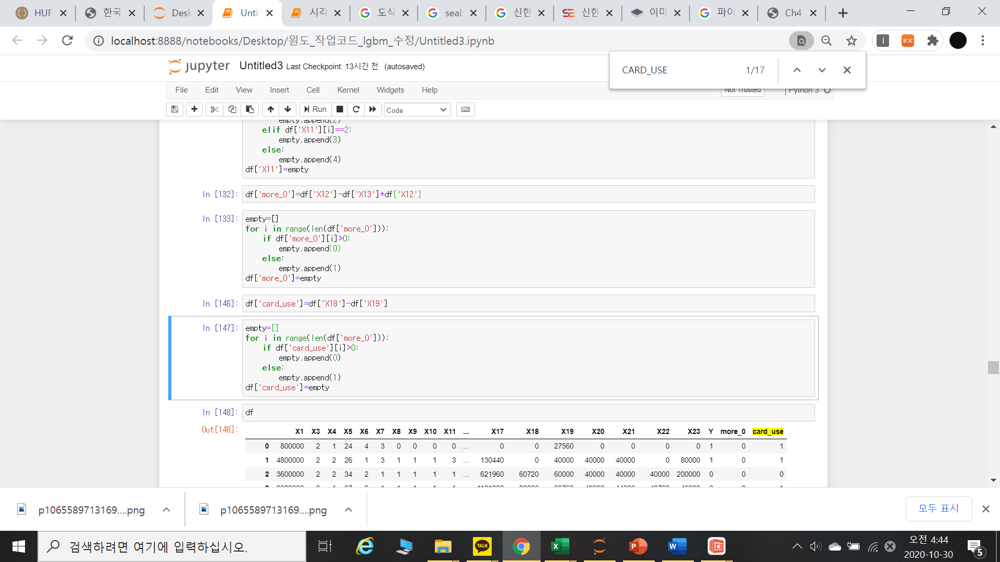 HUF
한국
Desk
Unti
시각
도식
seab
신한
신한
이미
파이
Ch4
localhost:8888/notebooks/Desktop/원도_작업코드_lgbm_수정/Untitled3.ipynb
EX
CARD_USE 1/17
jupyter Untitled3 Last Checkpoint: 13시간 전 (autosaved)
File Edit View Insert Cell Kernel Widgets Help
Not Trusted
Python 3
Run
Code
empty.append(2)
elif df['X11'][i]==2:
empty.append(3)
else:
empty.append(4)
df['X11']=empty
In [132]: df['more_0']=df['X12']-df['X13']+df['X12']
In [133]: empty=[]
for i in range(len(df['more_0'])):
if df['more_0'][i]>0:
empty.append(0)
else:
empty.append(1)
df['more_0']=empty
In [146]: df['card_use']=df['X18']-df['X19']
In [147]: empty=[]
for i in range(len(df['more_0'])):
if df['card_use'][i]>0:
empty.append(0)
else:
empty.append(1)
df['card_use']=empty
In [148]: df
Out[148]:
X1 X3 X4 X5 X6 X7 X8 X9 X10 X11 ... X17 X18 X19 X20 X21 X22 X23 Y more_0 card_use
0 800000 2 1 24 4 3 0 0 0 0 ... 0 0 27560 0 0 0 0 1 0 1
1 4800000 2 2 26 1 3 1 1 1 3 ... 130440 0 40000 40000 40000 0 80000 1 0 1
2 3600000 2 2 34 2 1 1 1 1 1 ... 621960 60720 60000 40000 40000 40000 200000 0 0 0
p1065589713169....png
p1065589713169....png
모두 표시
검색하려면 여기에 입력하십시오.
TALK
오전 4:44
2020-10-30
5